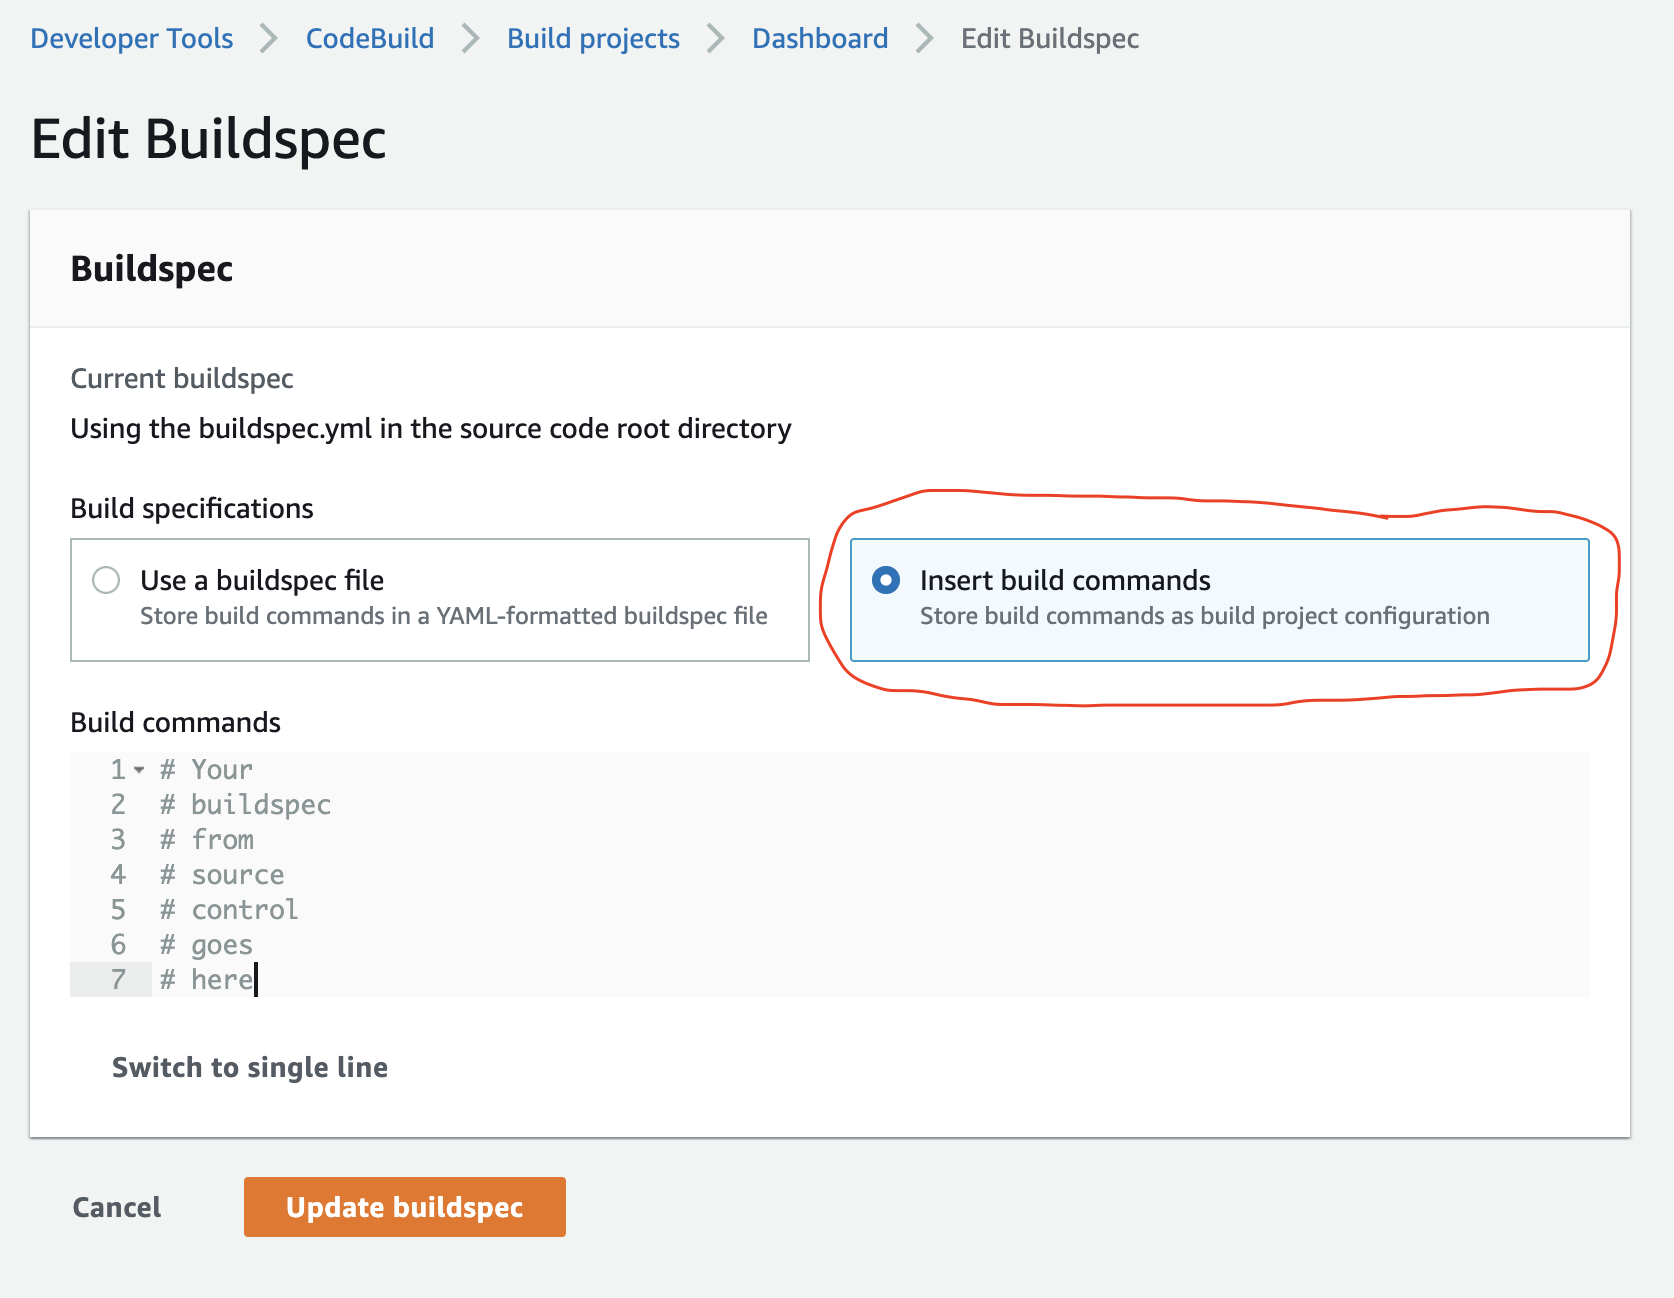 Developer Tools > CodeBuild > Build projects > Dashboard > Edit Buildspec
Edit Buildspec
Buildspec
Current buildspec
Using the buildspec.yml in the source code root directory
Build specifications
Use a buildspec file
Store build commands in a YAML-formatted buildspec file
Insert build commands
Store build commands as build project configuration
Build commands
1 # Your
2 # buildspec
3 # from
4 # source
5 # control
6 # goes
7 # here
Switch to single line
Cancel
Update buildspec